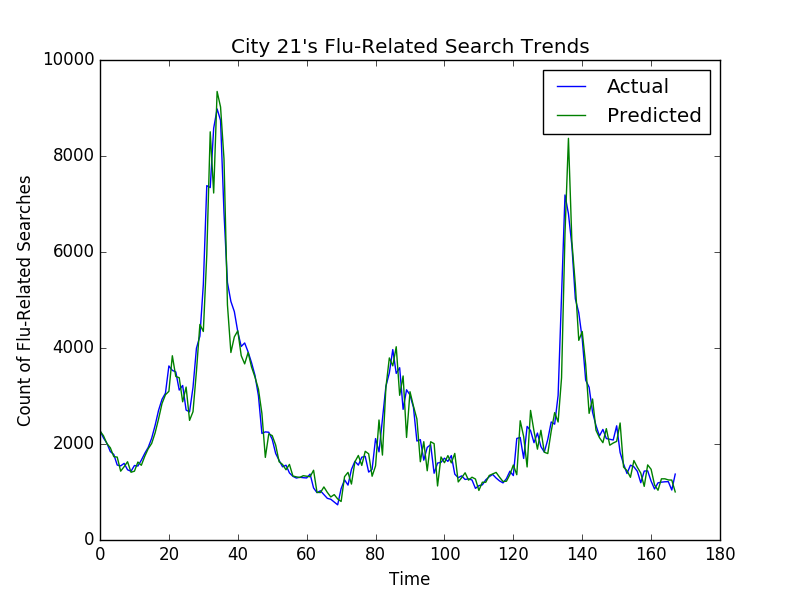 City 21's Flu-Related Search Trends
Actual
Predicted
Count of Flu-Related Searches
10000
8000
6000
4000
2000
0
0 20 40 60 80 100 120 140 160 180
Time